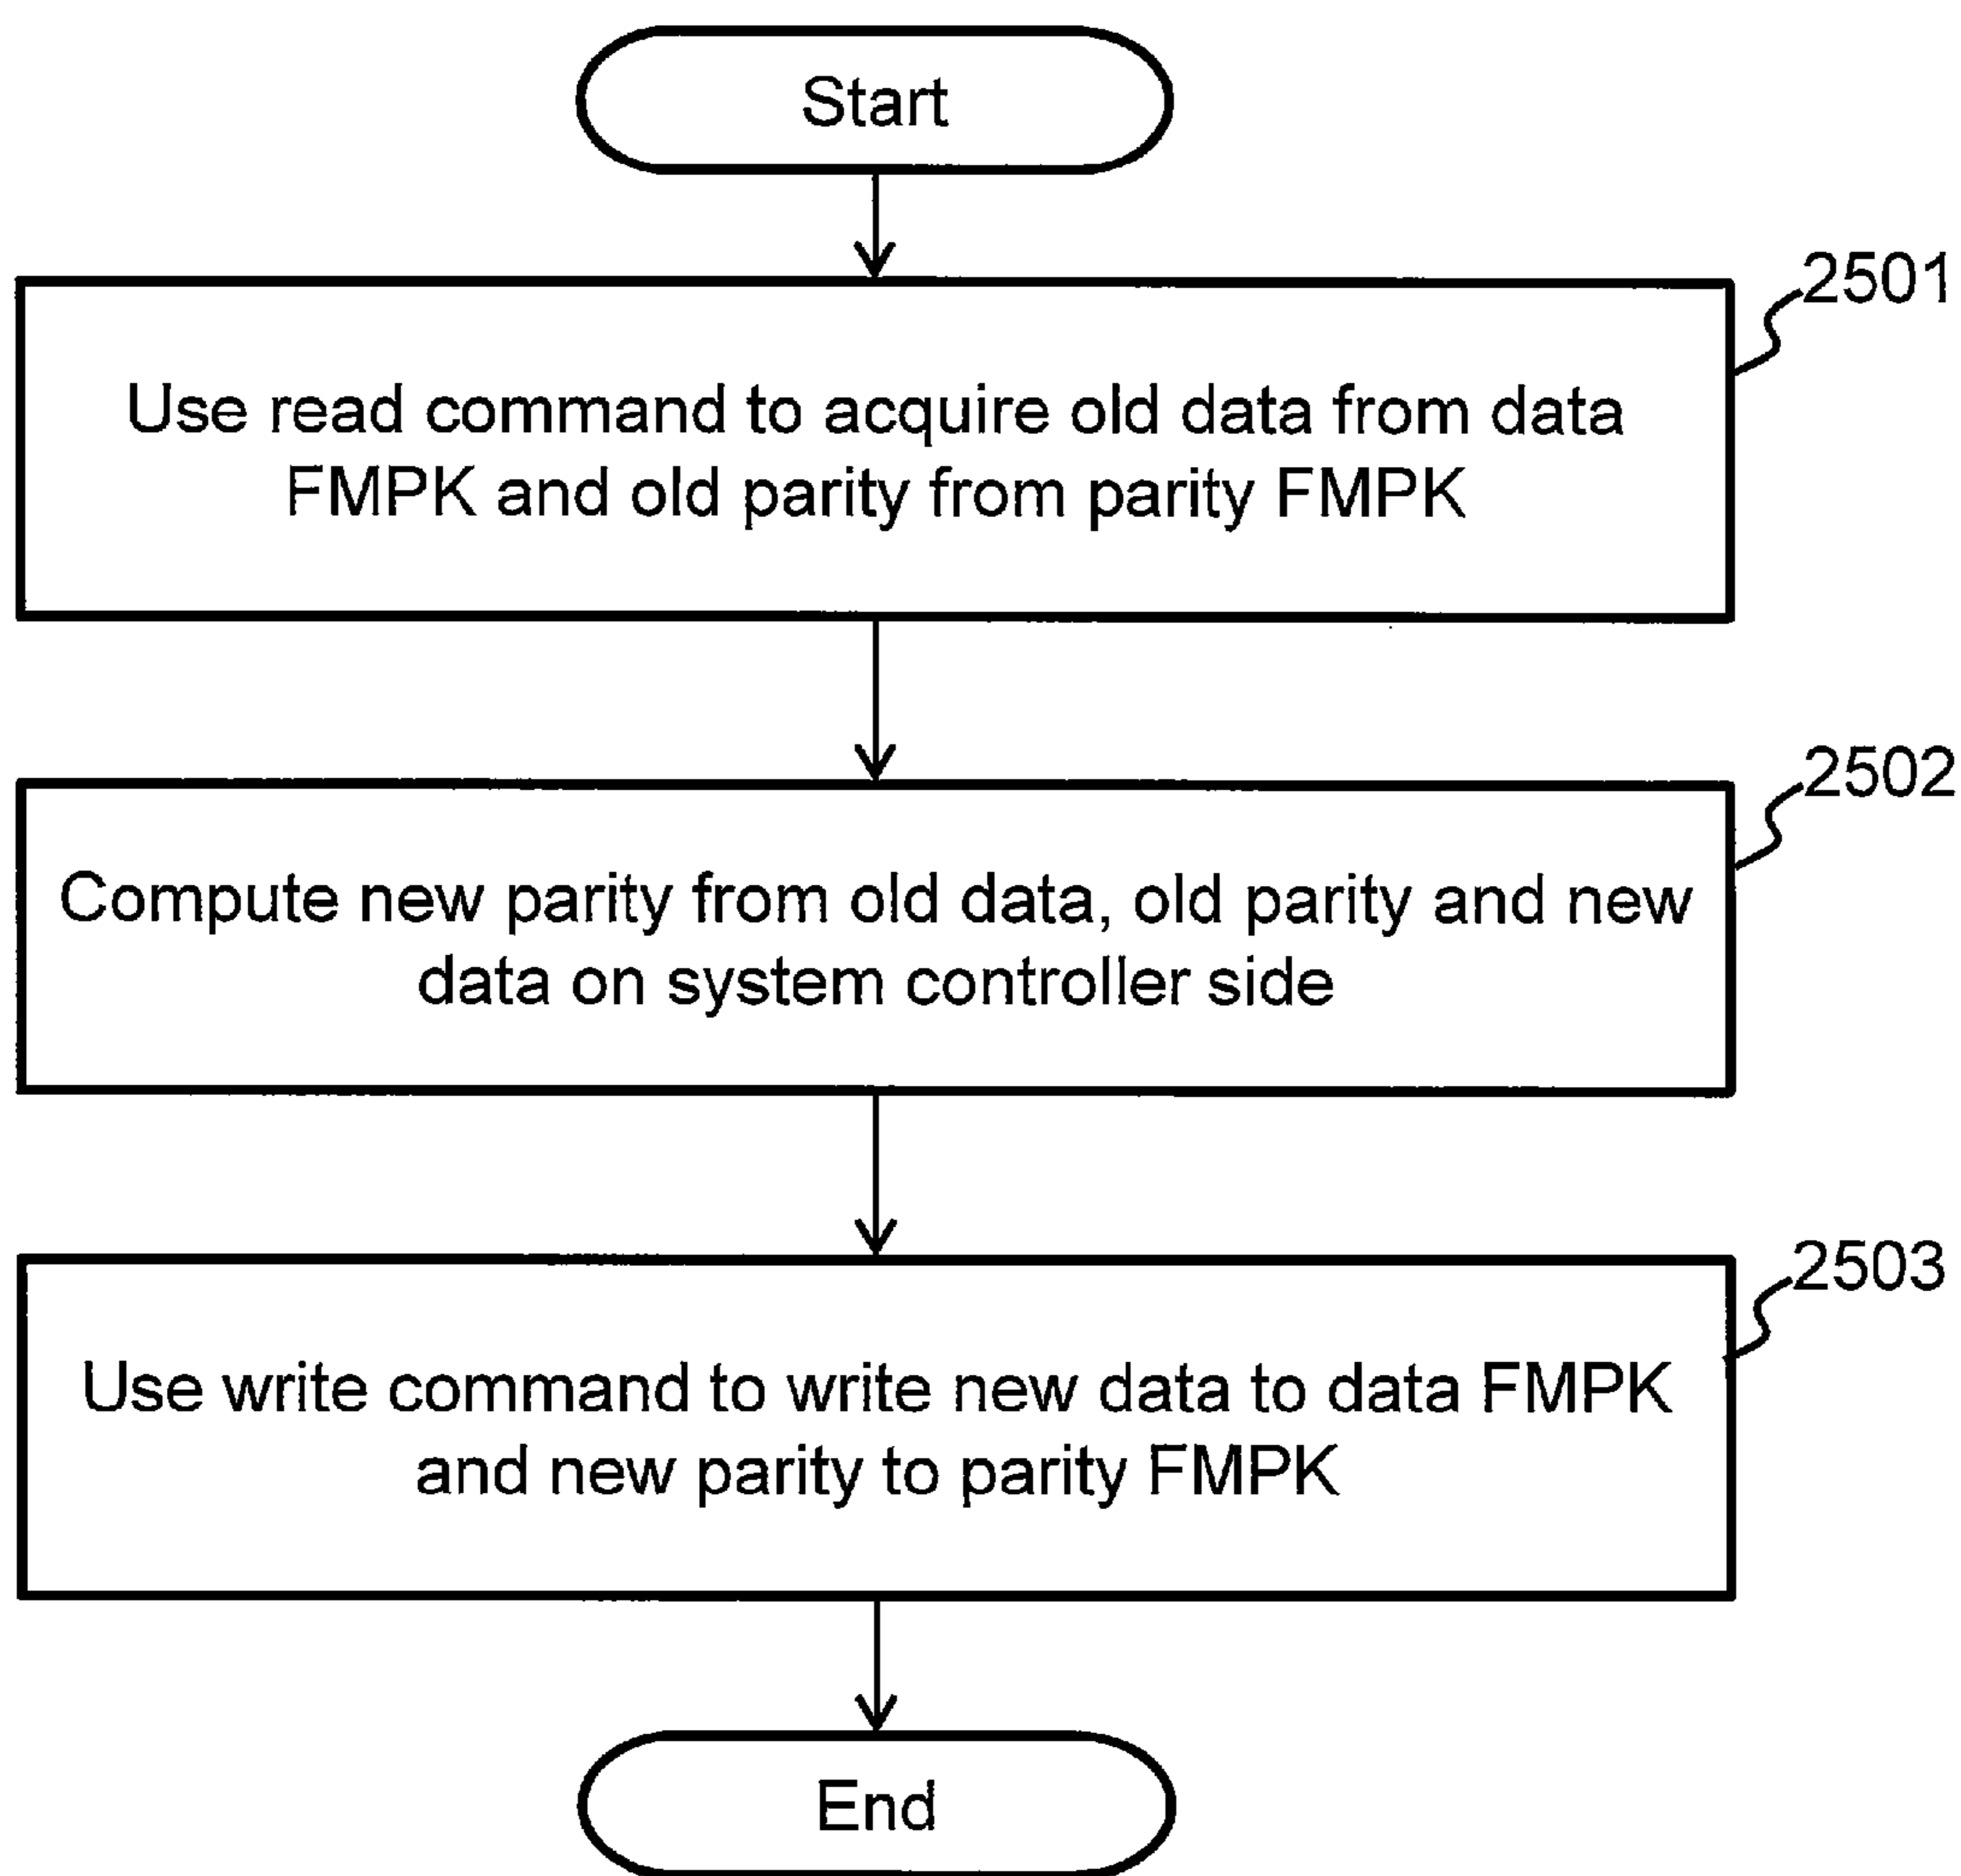 Start
2501
Use read command to acquire old data from data
FMPK and old parity from parity FMPK
2502
Compute new parity from old data, old parity and new
data on system controller side
2503
Use write command to write new data to data FMPK
and new parity to parity FMPK
End